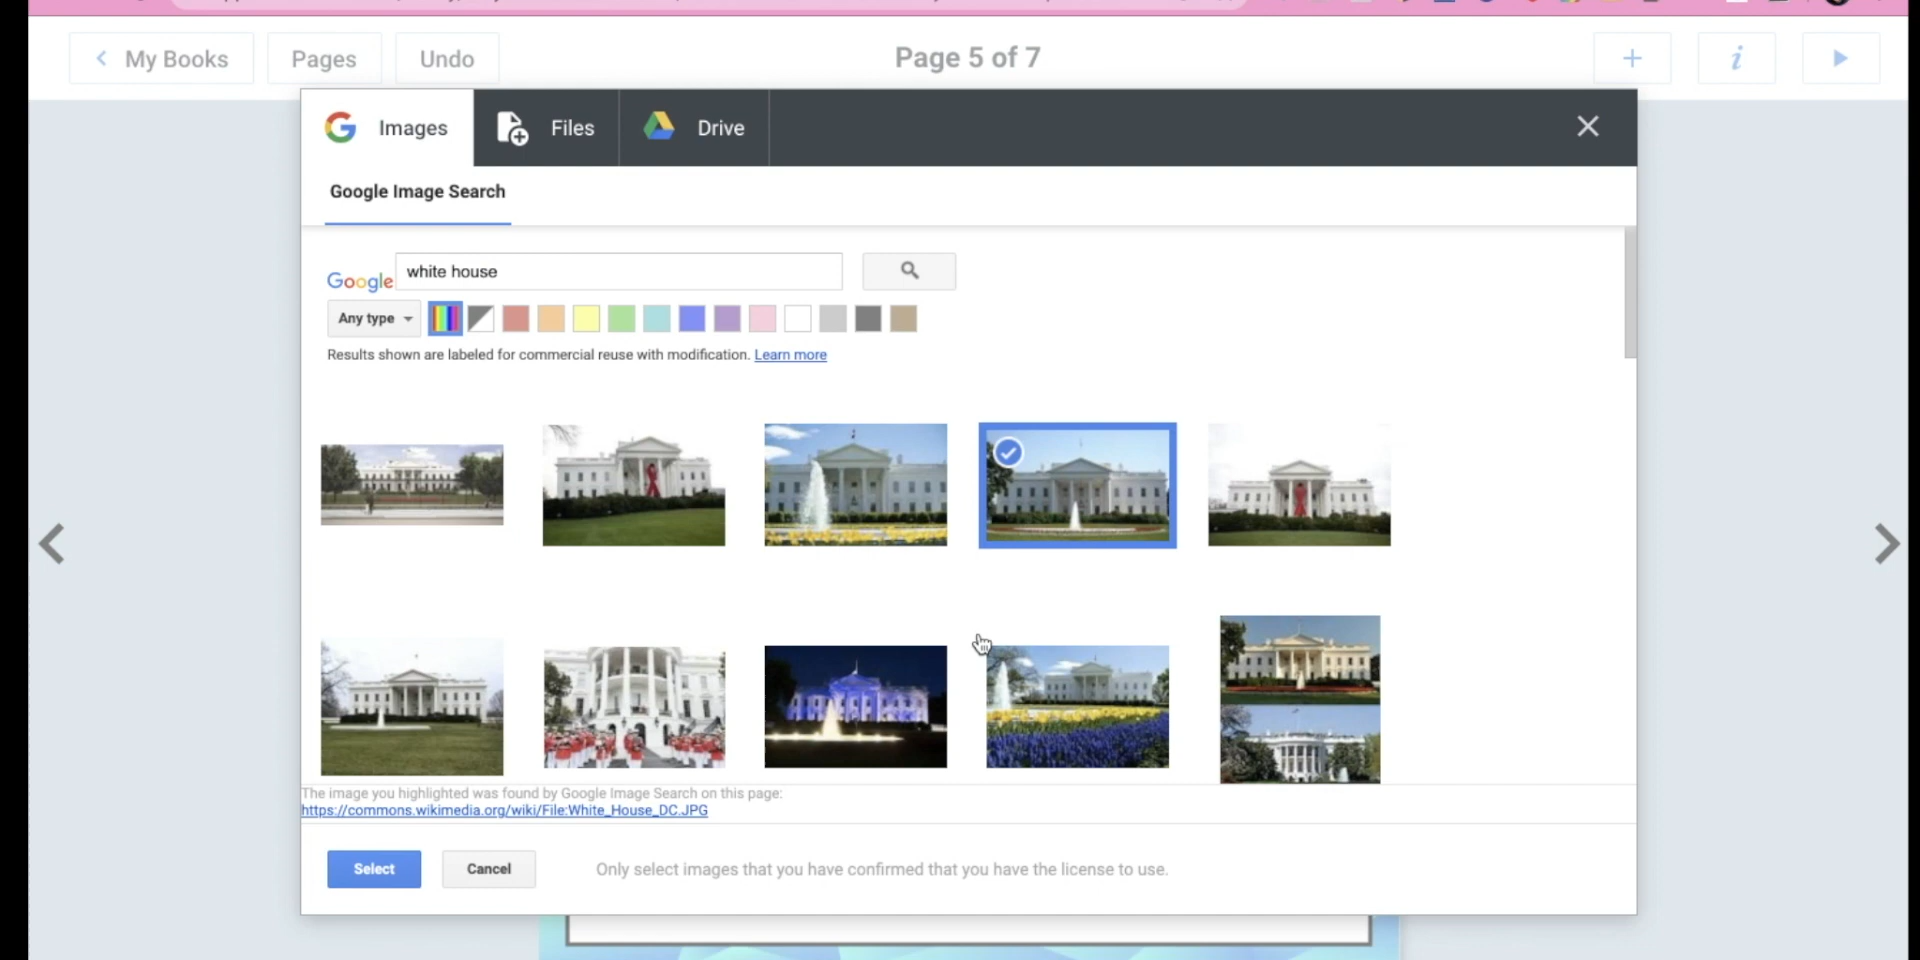 My Books
Pages
Undo
Page 5 of 7
i
Images
Files
Drive
Google Image Search
Google
white house
Any type
Results shown are labeled for commercial reuse with modification. Learn more
The image you highlighted was found by Google Image Search on this page:
https://commons.wikimedia.org/wiki/File:White_House_DC.JPG
Select
Cancel
Only select images that you have confirmed that you have the license to use.